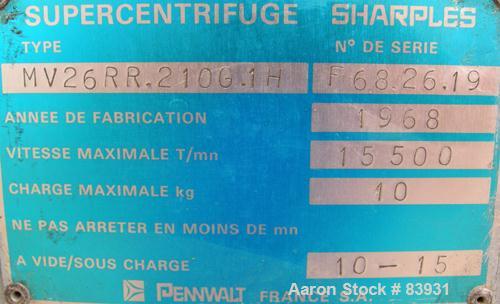 SUPERCENTRIFUGE SHARPLES
TYPE N° DE SERIE
MV26RR.210G.1H F68.26.19
ANNEE DE FABRICATION 1968
VITESSE MAXIMALE T/mn 15500
CHARGE MAXIMALE kg 10
NE PAS ARRETER EN MOINS DE mn
A VIDE/SOUS CHARGE 10-15
PENNWALT FRANCE S.A.
Aaron Stock # 83931